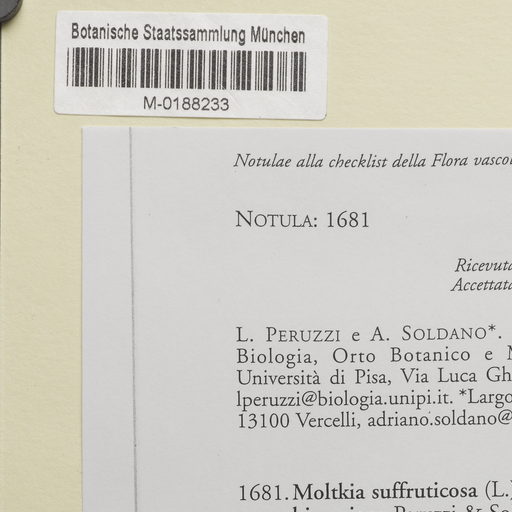 Botanische Staatssammlung München
M-0188233
Notulae alla checklist della Flora
NOTULA: 1681
Ricevuta
Accettata
L. PERUZZI e A. SOLDANO*.
Biologia, Orto Botanico e
Università di Pisa, Via Luca Gh
lperuzzi@biologia.unipi.it. *Largo
13100 Vercelli, adriano.soldano@
1681. Moltkia suffruticosa (L.)